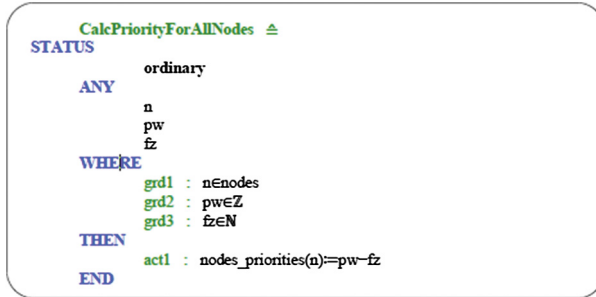 CalcPriorityForAllNodes ≙
STATUS
ordinary
ANY
n
pw
fz
WHERE
grd1 : n∈nodes
grd2 : pw∈ℤ
grd3 : fz∈ℕ
THEN
act1 : nodes_priorities(n)≔pw−fz
END